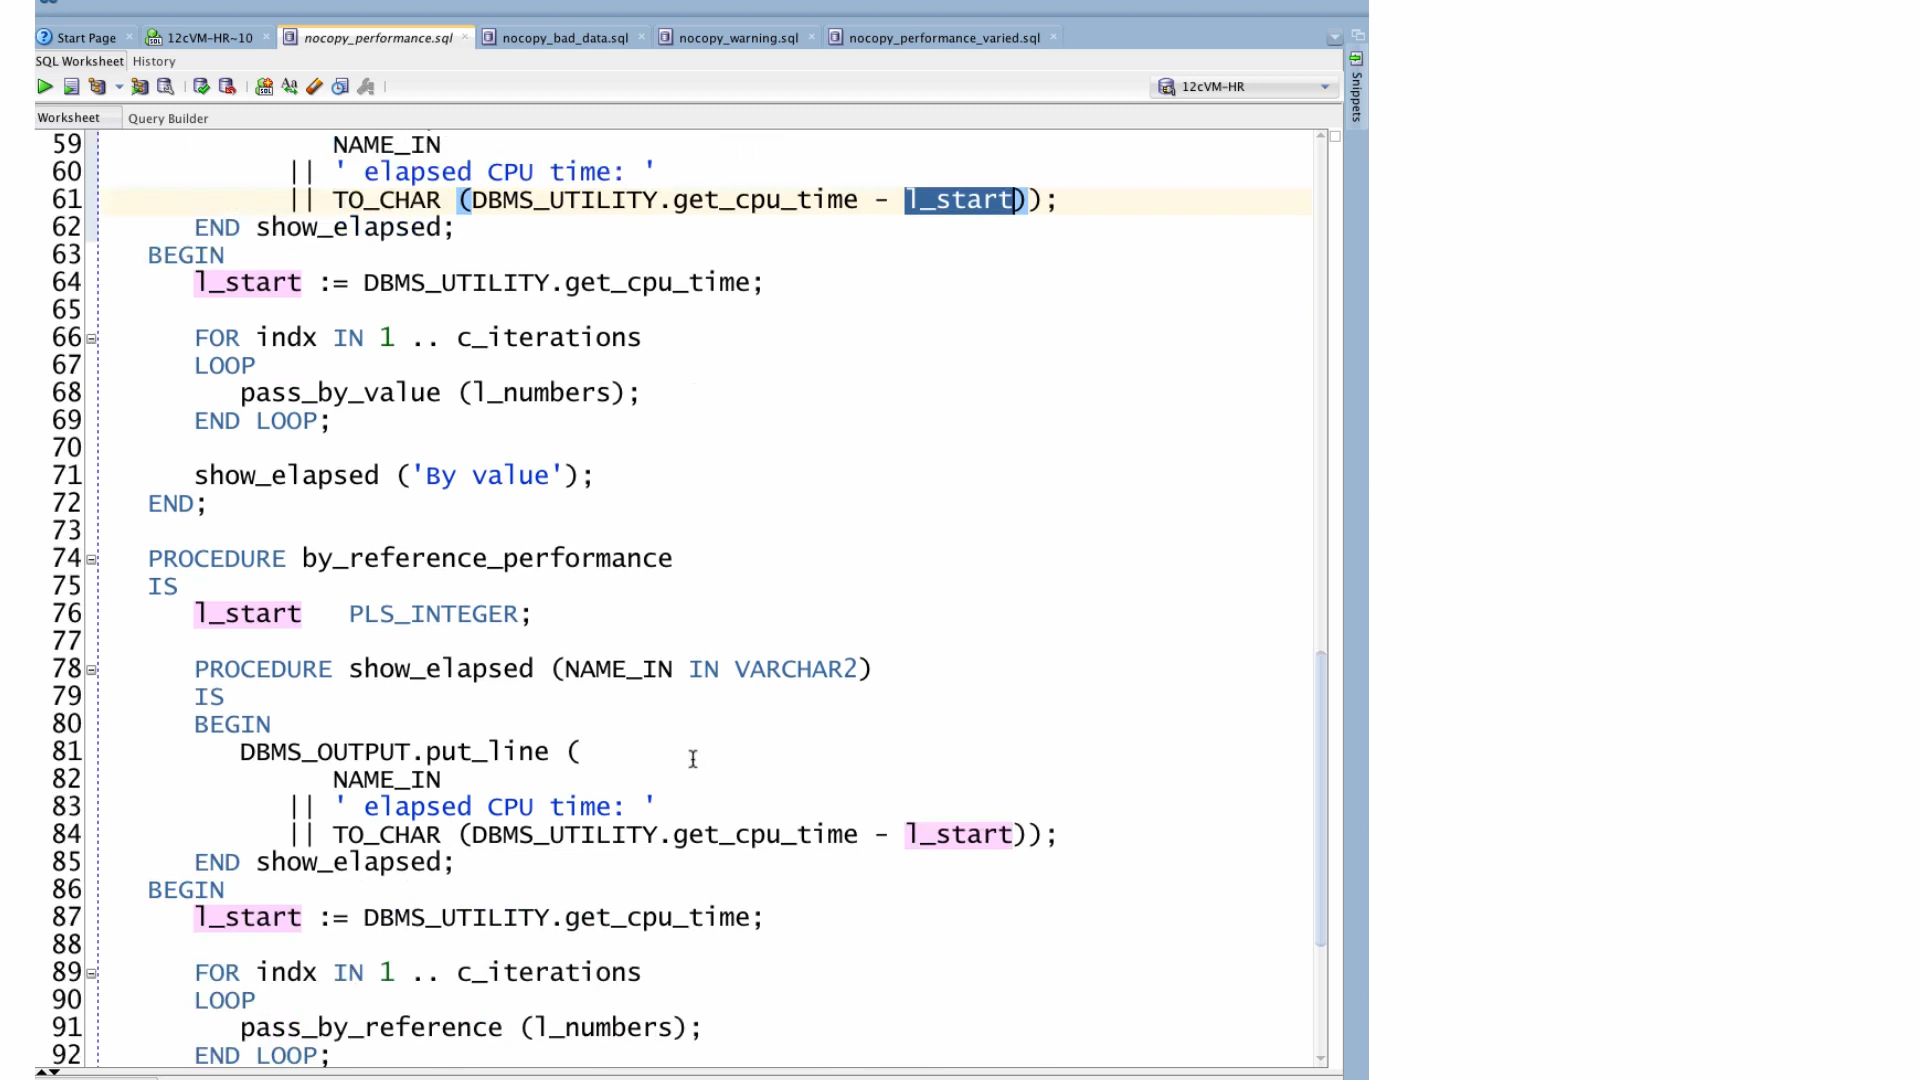 Start Page 12cVM-HR~10 nocopy_performance.sql nocopy_bad_data.sql nocopy_warning.sql nocopy_performance_varied.sql
SQL Worksheet History
12cVM-HR
Snippets
Worksheet Query Builder
59 NAME_IN
60 || ' elapsed CPU time: '
61 || TO_CHAR (DBMS_UTILITY.get_cpu_time - l_start));
62 END show_elapsed;
63 BEGIN
64 l_start := DBMS_UTILITY.get_cpu_time;
65
66 FOR indx IN 1 .. c_iterations
67 LOOP
68 pass_by_value (l_numbers);
69 END LOOP;
70
71 show_elapsed ('By value');
72 END;
73
74 PROCEDURE by_reference_performance
75 IS
76 l_start PLS_INTEGER;
77
78 PROCEDURE show_elapsed (NAME_IN IN VARCHAR2)
79 IS
80 BEGIN
81 DBMS_OUTPUT.put_line (
82 NAME_IN
83 || ' elapsed CPU time: '
84 || TO_CHAR (DBMS_UTILITY.get_cpu_time - l_start));
85 END show_elapsed;
86 BEGIN
87 l_start := DBMS_UTILITY.get_cpu_time;
88
89 FOR indx IN 1 .. c_iterations
90 LOOP
91 pass_by_reference (l_numbers);
92 END LOOP;